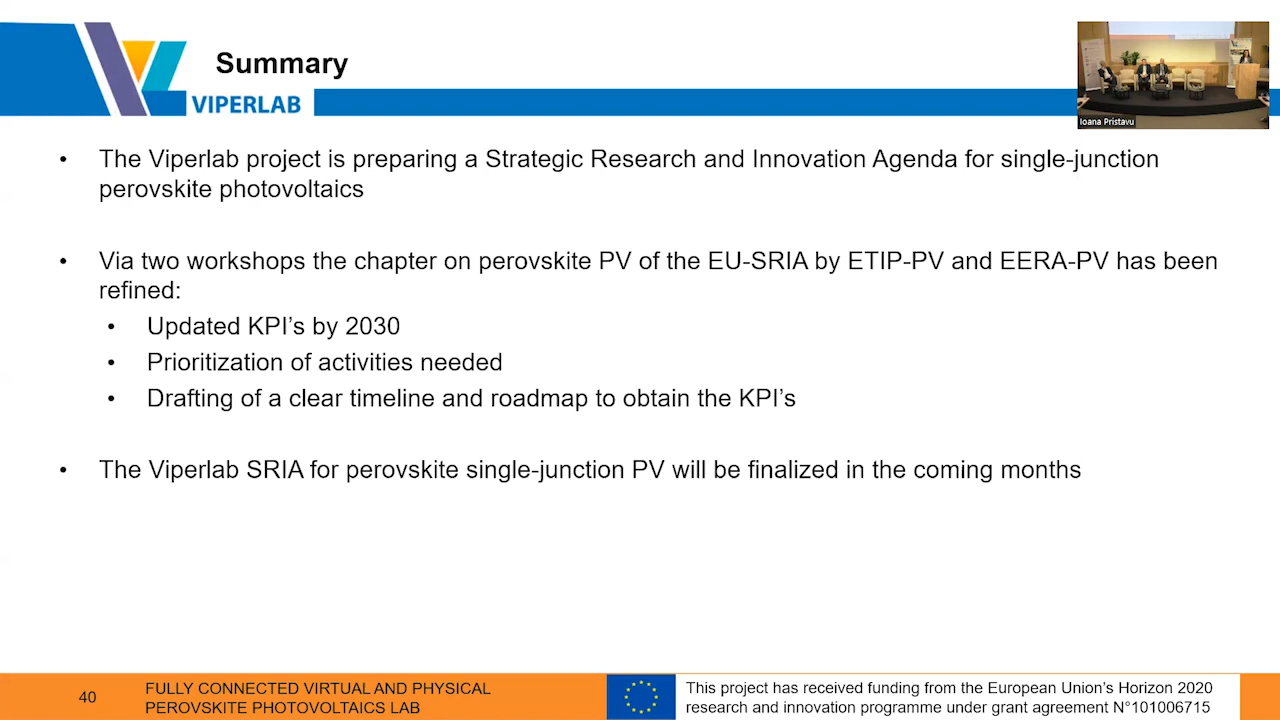 Summary
VIPERLAB
Ioana Pristavu
• The Viperlab project is preparing a Strategic Research and Innovation Agenda for single-junction
perovskite photovoltaics
• Via two workshops the chapter on perovskite PV of the EU-SRIA by ETIP-PV and EERA-PV has been
refined:
• Updated KPI’s by 2030
• Prioritization of activities needed
• Drafting of a clear timeline and roadmap to obtain the KPI’s
• The Viperlab SRIA for perovskite single-junction PV will be finalized in the coming months
40
FULLY CONNECTED VIRTUAL AND PHYSICAL
PEROVSKITE PHOTOVOLTAICS LAB
This project has received funding from the European Union’s Horizon 2020
research and innovation programme under grant agreement N°101006715